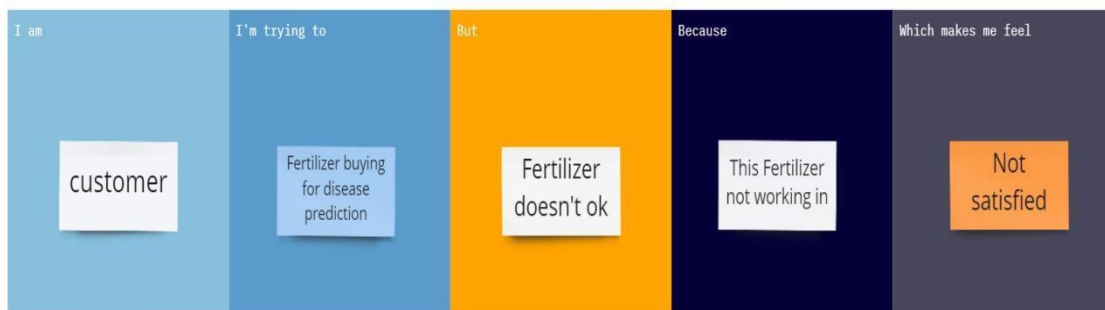 I am
customer
I'm trying to
Fertilizer buying
for disease
prediction
But
Fertilizer
doesn't ok
Because
This Fertilizer
not working in
Which makes me feel
Not
satisfied